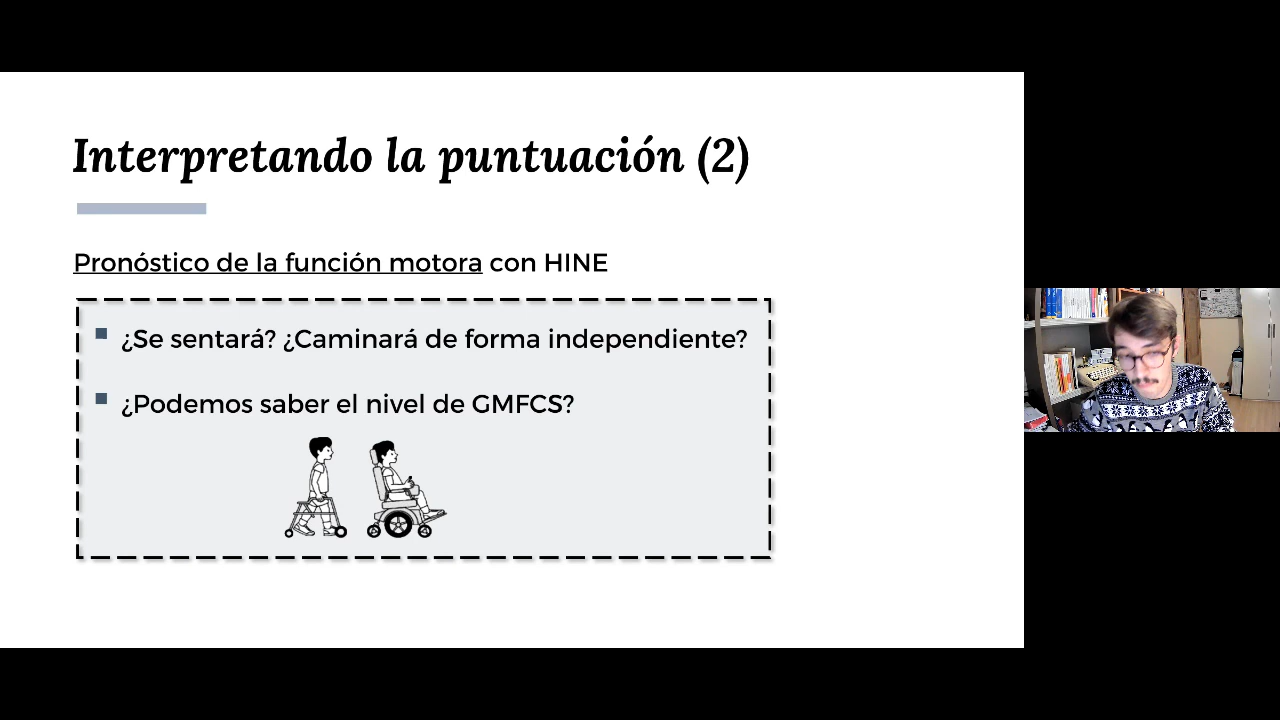 Interpretando la puntuación (2)
Pronóstico de la función motora con HINE
¿Se sentará? ¿Caminará de forma independiente?
¿Podemos saber el nivel de GMFCS?